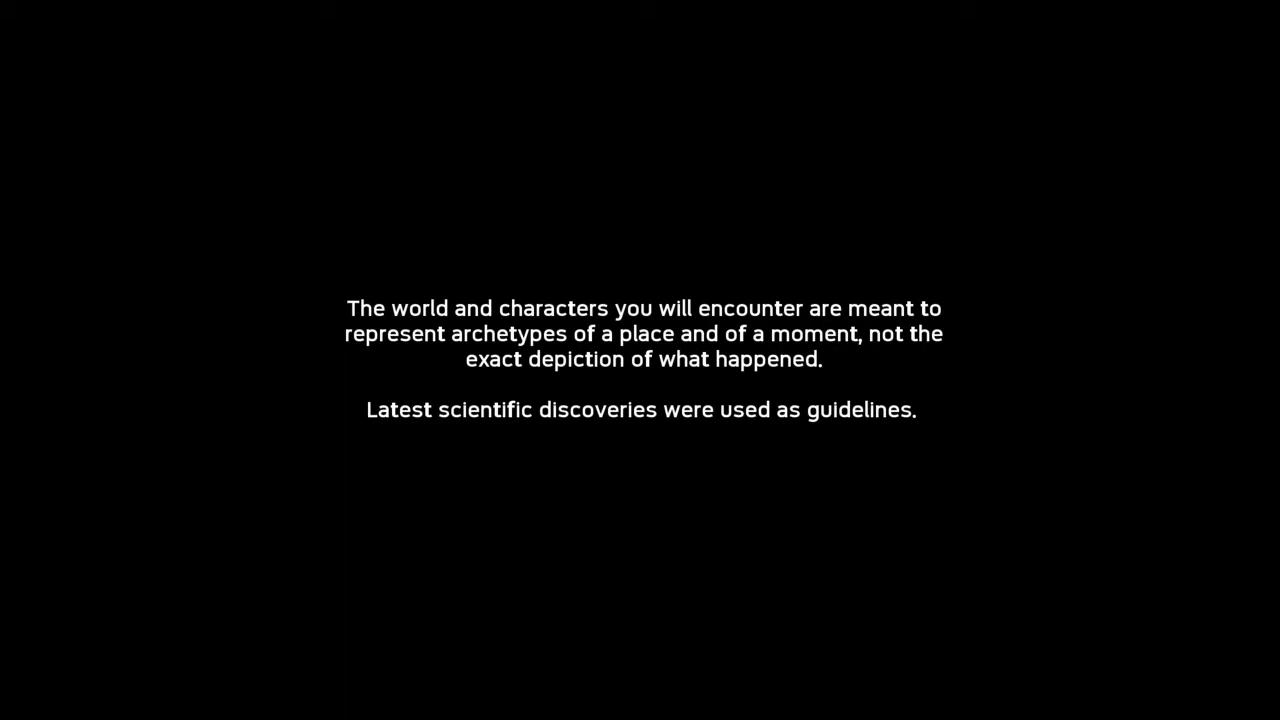 The world and characters you will encounter are meant to
represent archetypes of a place and of a moment, not the
exact depiction of what happened.
Latest scientific discoveries were used as guidelines.